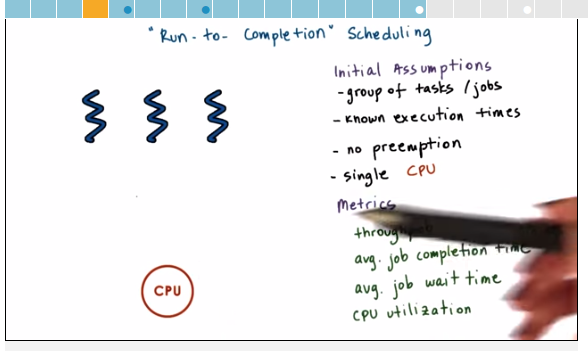 "Run-to-Completion" Scheduling
Initial Assumptions
- group of tasks / jobs
- known execution times
- no preemption
- single CPU
Metrics
avg. job completion time
avg. job wait time
CPU utilization
CPU